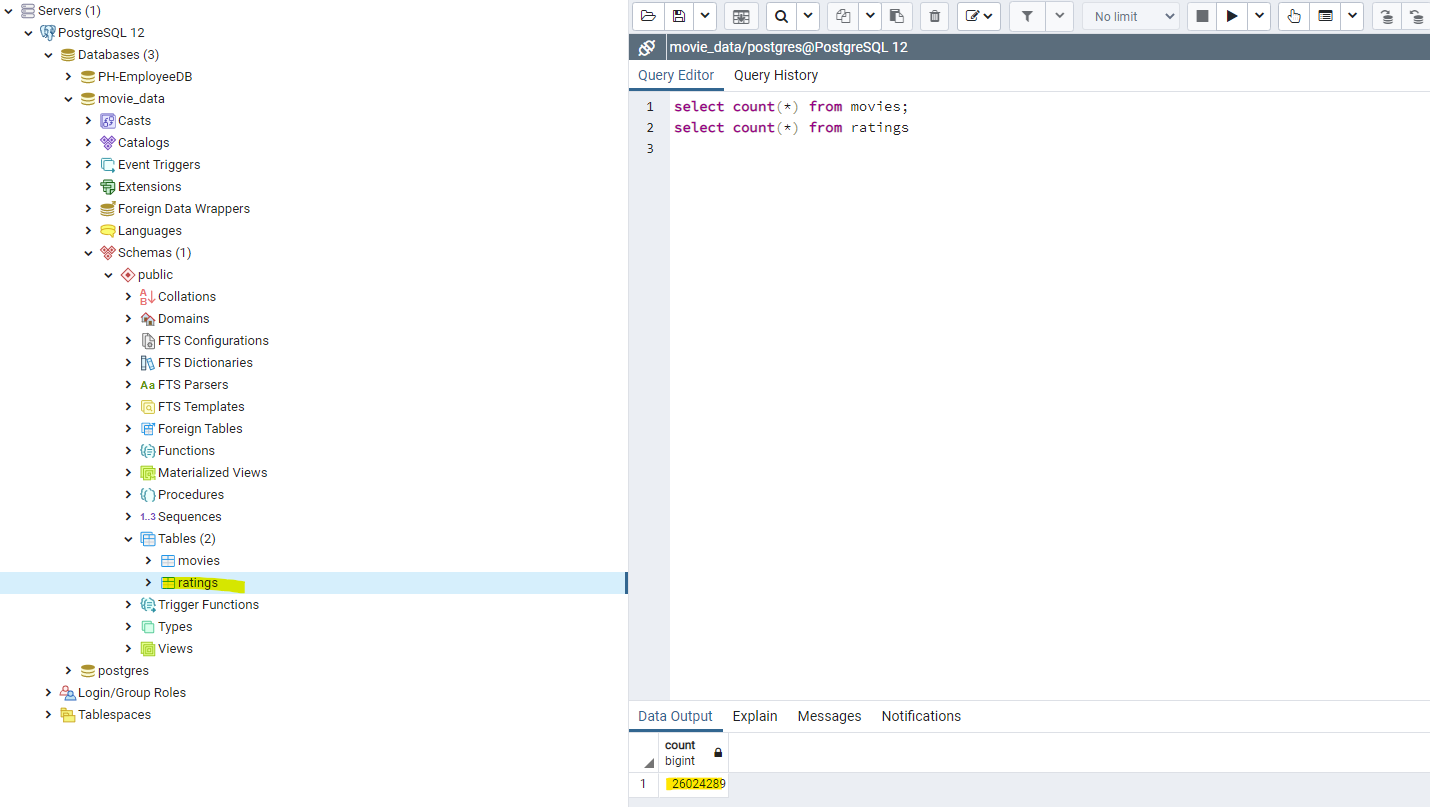 Servers (1)
PostgreSQL 12
Databases (3)
PH-EmployeeDB
movie_data
Casts
Catalogs
Event Triggers
Extensions
Foreign Data Wrappers
Languages
Schemas (1)
public
Collations
Domains
FTS Configurations
FTS Dictionaries
Aa FTS Parsers
FTS Templates
Foreign Tables
Functions
Materialized Views
Procedures
1..3 Sequences
Tables (2)
movies
ratings
Trigger Functions
Types
Views
postgres
Login/Group Roles
Tablespaces
No limit
movie_data/postgres@PostgreSQL 12
Query Editor Query History
1 select count(*) from movies;
2 select count(*) from ratings
3
Data Output Explain Messages Notifications
count
bigint
1 26024289